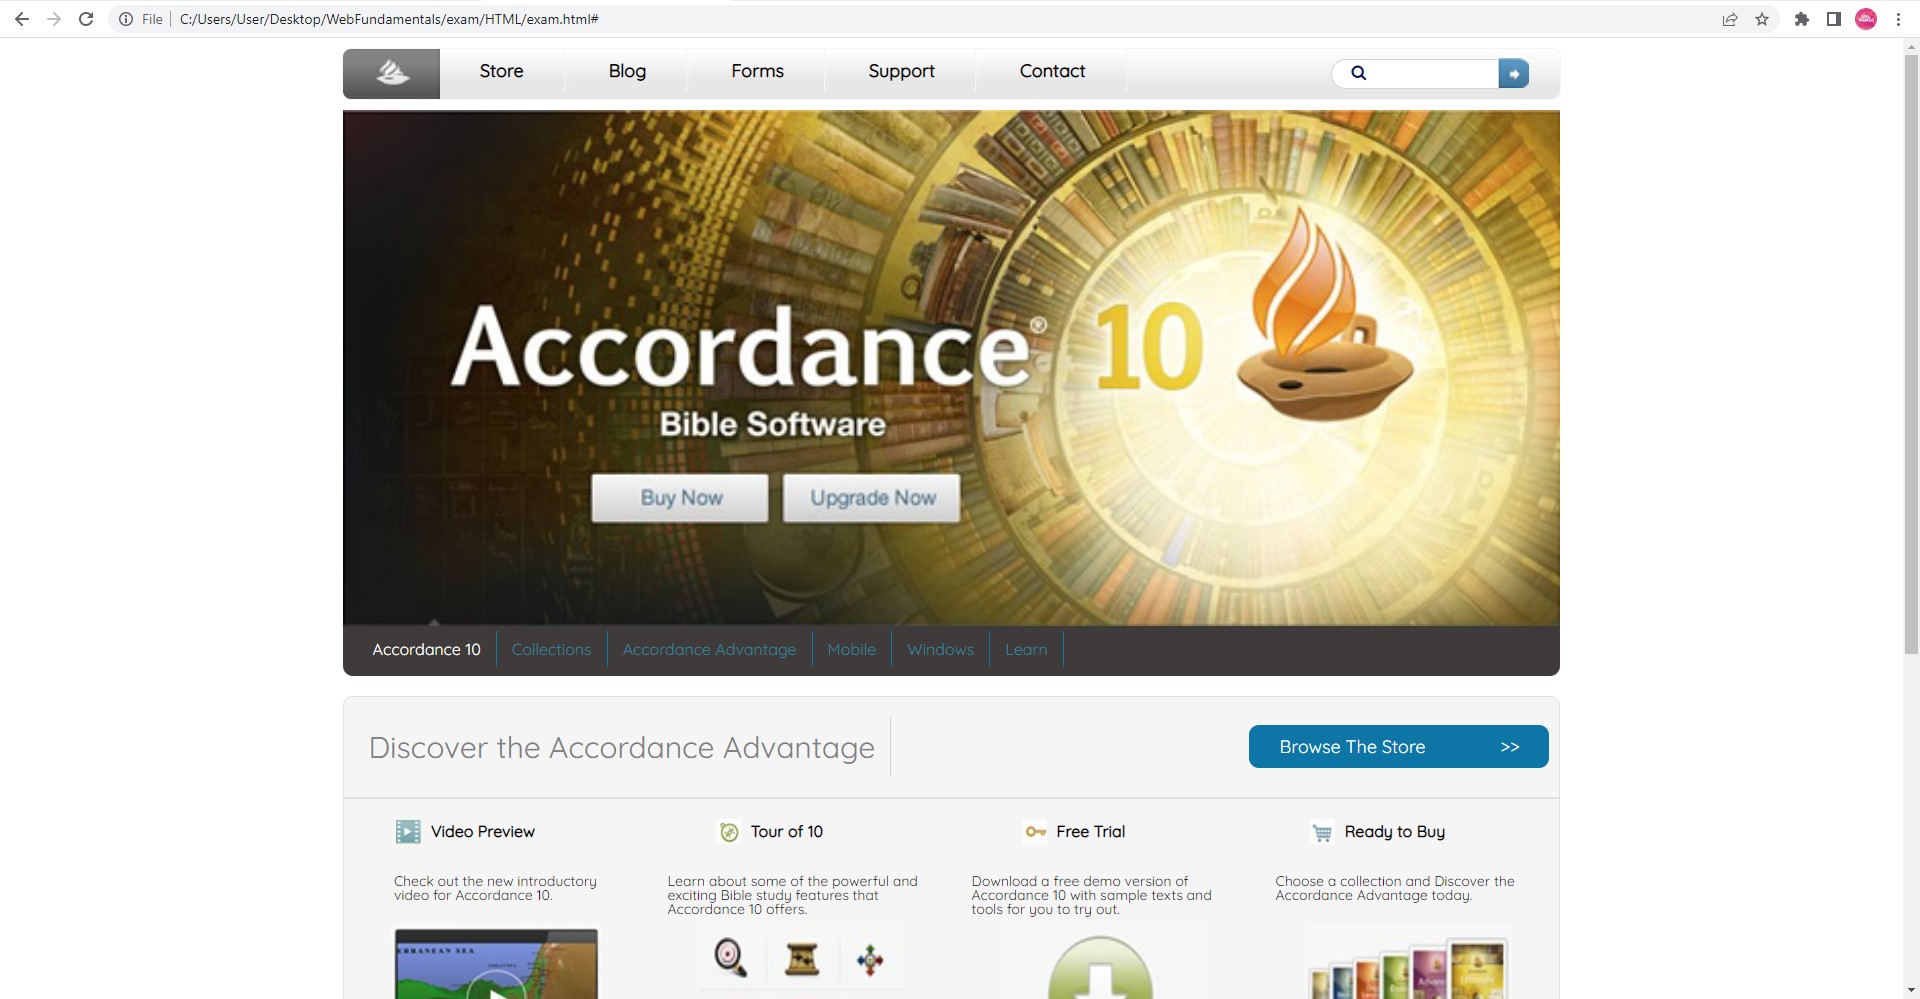 File C:/Users/User/Desktop/WebFundamentals/exam/HTML/exam.html#
Store Blog Forms Support Contact
Accordance® 10
Bible Software
Buy Now Upgrade Now
Accordance 10 Collections Accordance Advantage Mobile Windows Learn
Discover the Accordance Advantage
Browse The Store >>
Video Preview
Check out the new introductory
video for Accordance 10.
ERRANEAN SEA
Tour of 10
Learn about some of the powerful and
exciting Bible study features that
Accordance 10 offers.
Free Trial
Download a free demo version of
Accordance 10 with sample texts and
tools for you to try out.
Ready to Buy
Choose a collection and Discover the
Accordance Advantage today.